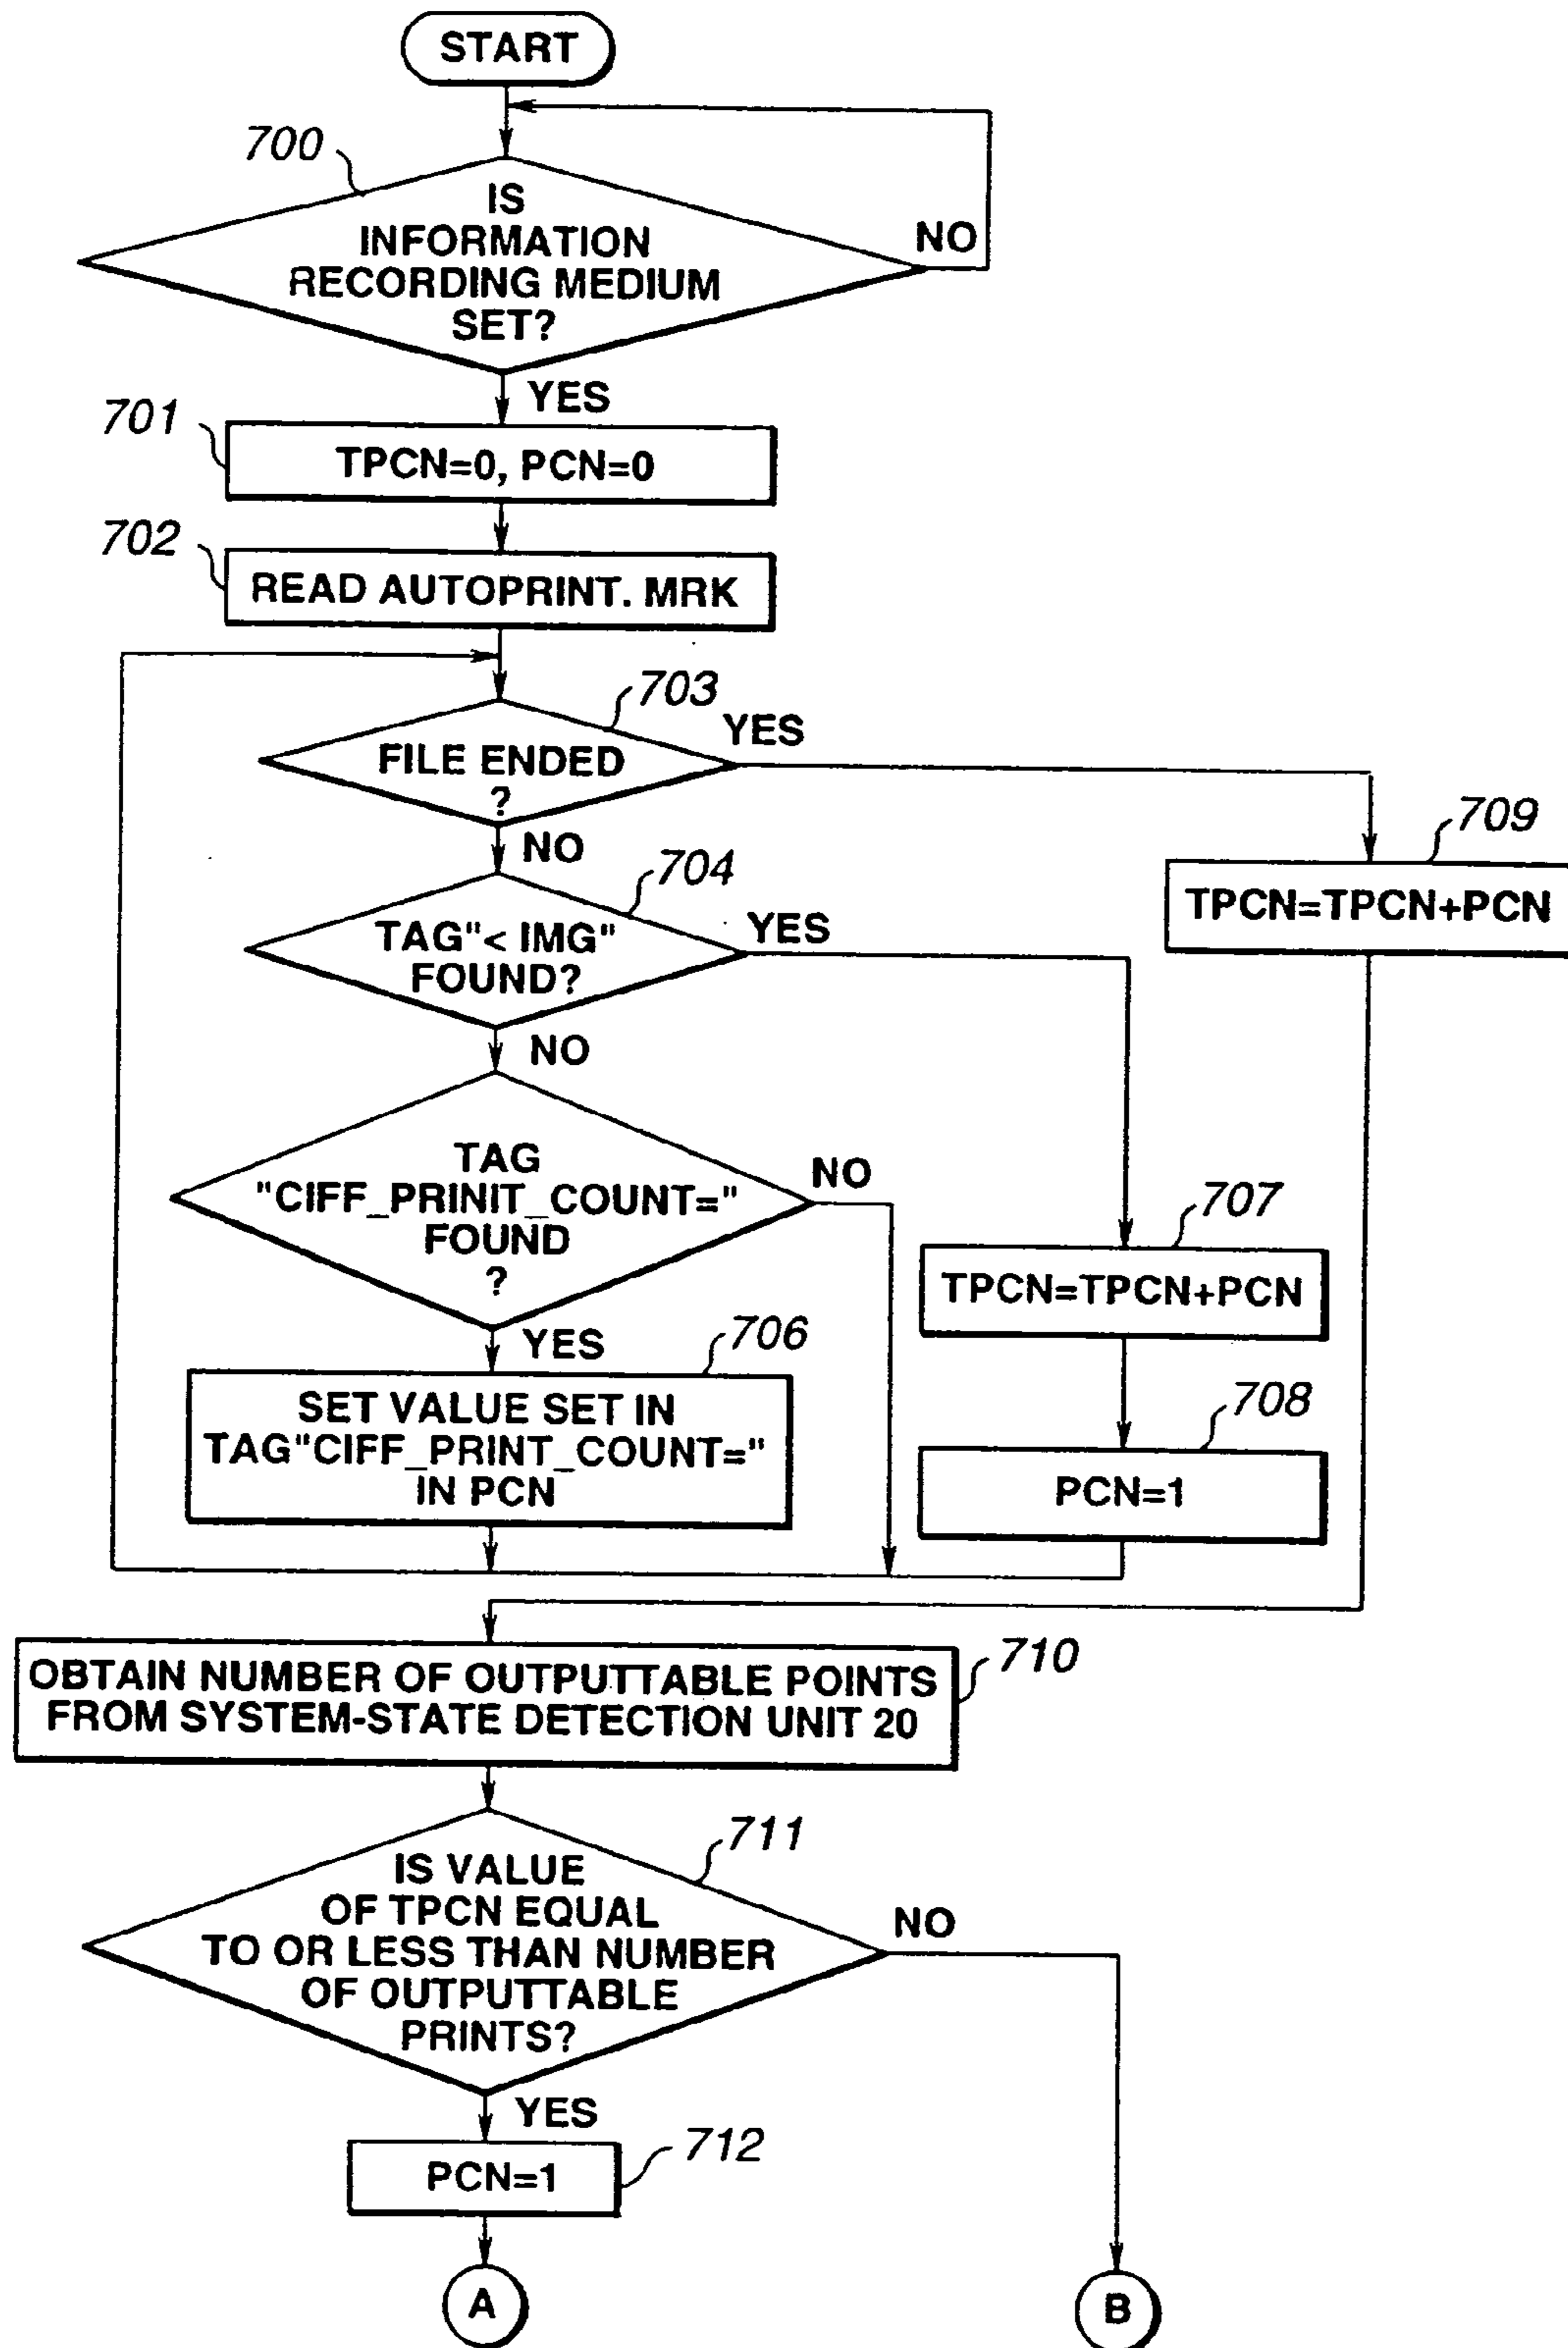 START
700
IS
INFORMATION
RECORDING MEDIUM
SET?
NO
YES
701
TPCN=0, PCN=0
702
READ AUTOPRINT. MRK
703
YES
FILE ENDED
?
NO
709
TPCN=TPCN+PCN
704
YES
TAG"< IMG"
FOUND?
NO
TAG
"CIFF_PRINIT_COUNT="
FOUND
?
NO
707
TPCN=TPCN+PCN
YES
706
SET VALUE SET IN
TAG"CIFF_PRINT_COUNT="
IN PCN
708
PCN=1
OBTAIN NUMBER OF OUTPUTTABLE POINTS
FROM SYSTEM-STATE DETECTION UNIT 20
710
711
IS VALUE
OF TPCN EQUAL
TO OR LESS THAN NUMBER
OF OUTPUTTABLE
PRINTS?
NO
YES
712
PCN=1
A
B